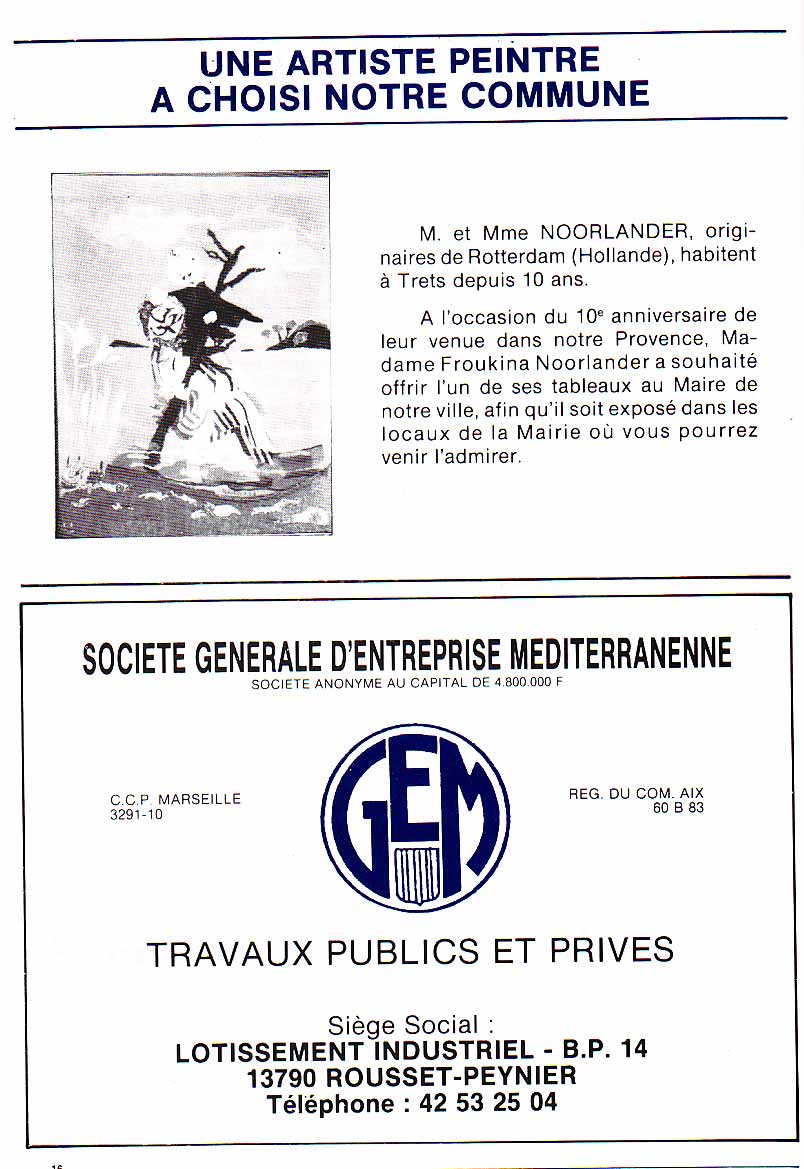 UNE ARTISTE PEINTRE
A CHOISI NOTRE COMMUNE
M. et Mme NOORLANDER, origi-
naires de Rotterdam (Hollande), habitent
à Trets depuis 10 ans.
A l'occasion du 10e anniversaire de
leur venue dans notre Provence, Ma-
dame Froukina Noorlander a souhaité
offrir l'un de ses tableaux au Maire de
notre ville, afin qu'il soit exposé dans les
locaux de la Mairie où vous pourrez
venir l'admirer.
SOCIETE GENERALE D'ENTREPRISE MEDITERRANENNE
SOCIETE ANONYME AU CAPITAL DE 4.800.000 F
C.C.P. MARSEILLE
3291-10
GEM
REG. DU COM. AIX
60 B 83
TRAVAUX PUBLICS ET PRIVES
Siège Social :
LOTISSEMENT INDUSTRIEL - B.P. 14
13790 ROUSSET-PEYNIER
Téléphone : 42 53 25 04